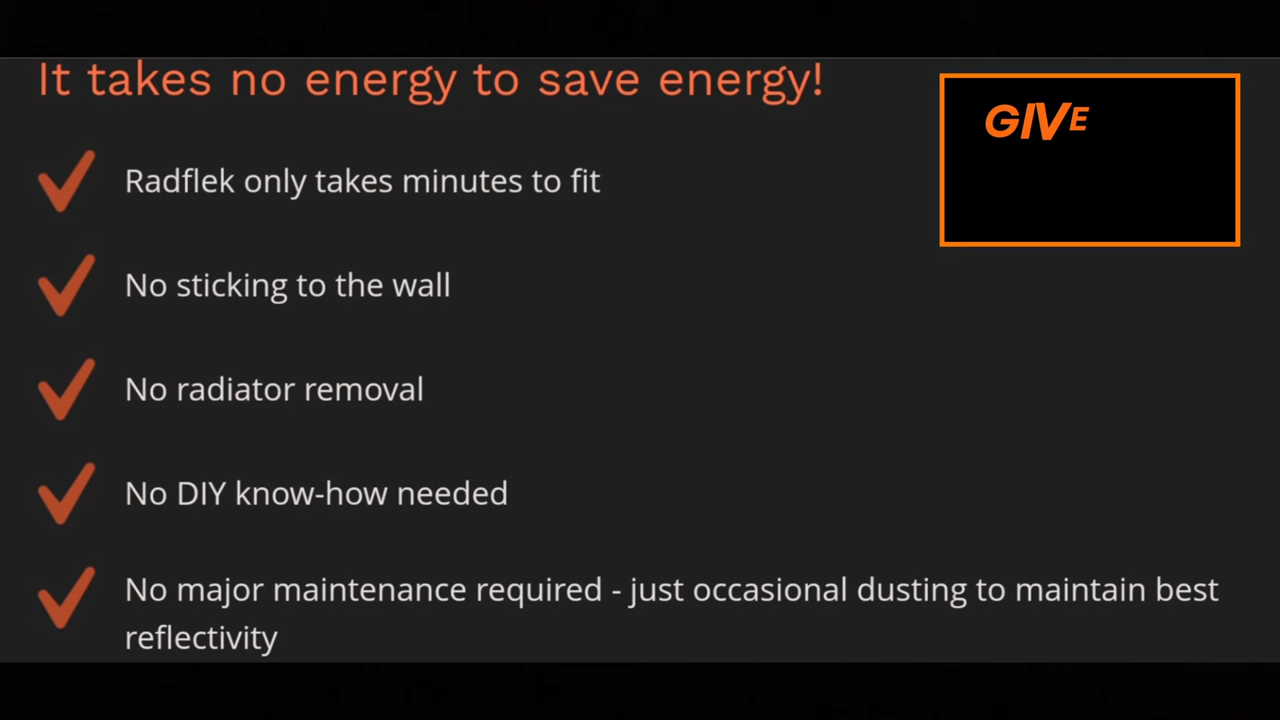 It takes no energy to save energy!
GIVE
Radflek only takes minutes to fit
No sticking to the wall
No radiator removal
No DIY know-how needed
No major maintenance required - just occasional dusting to maintain best
reflectivity